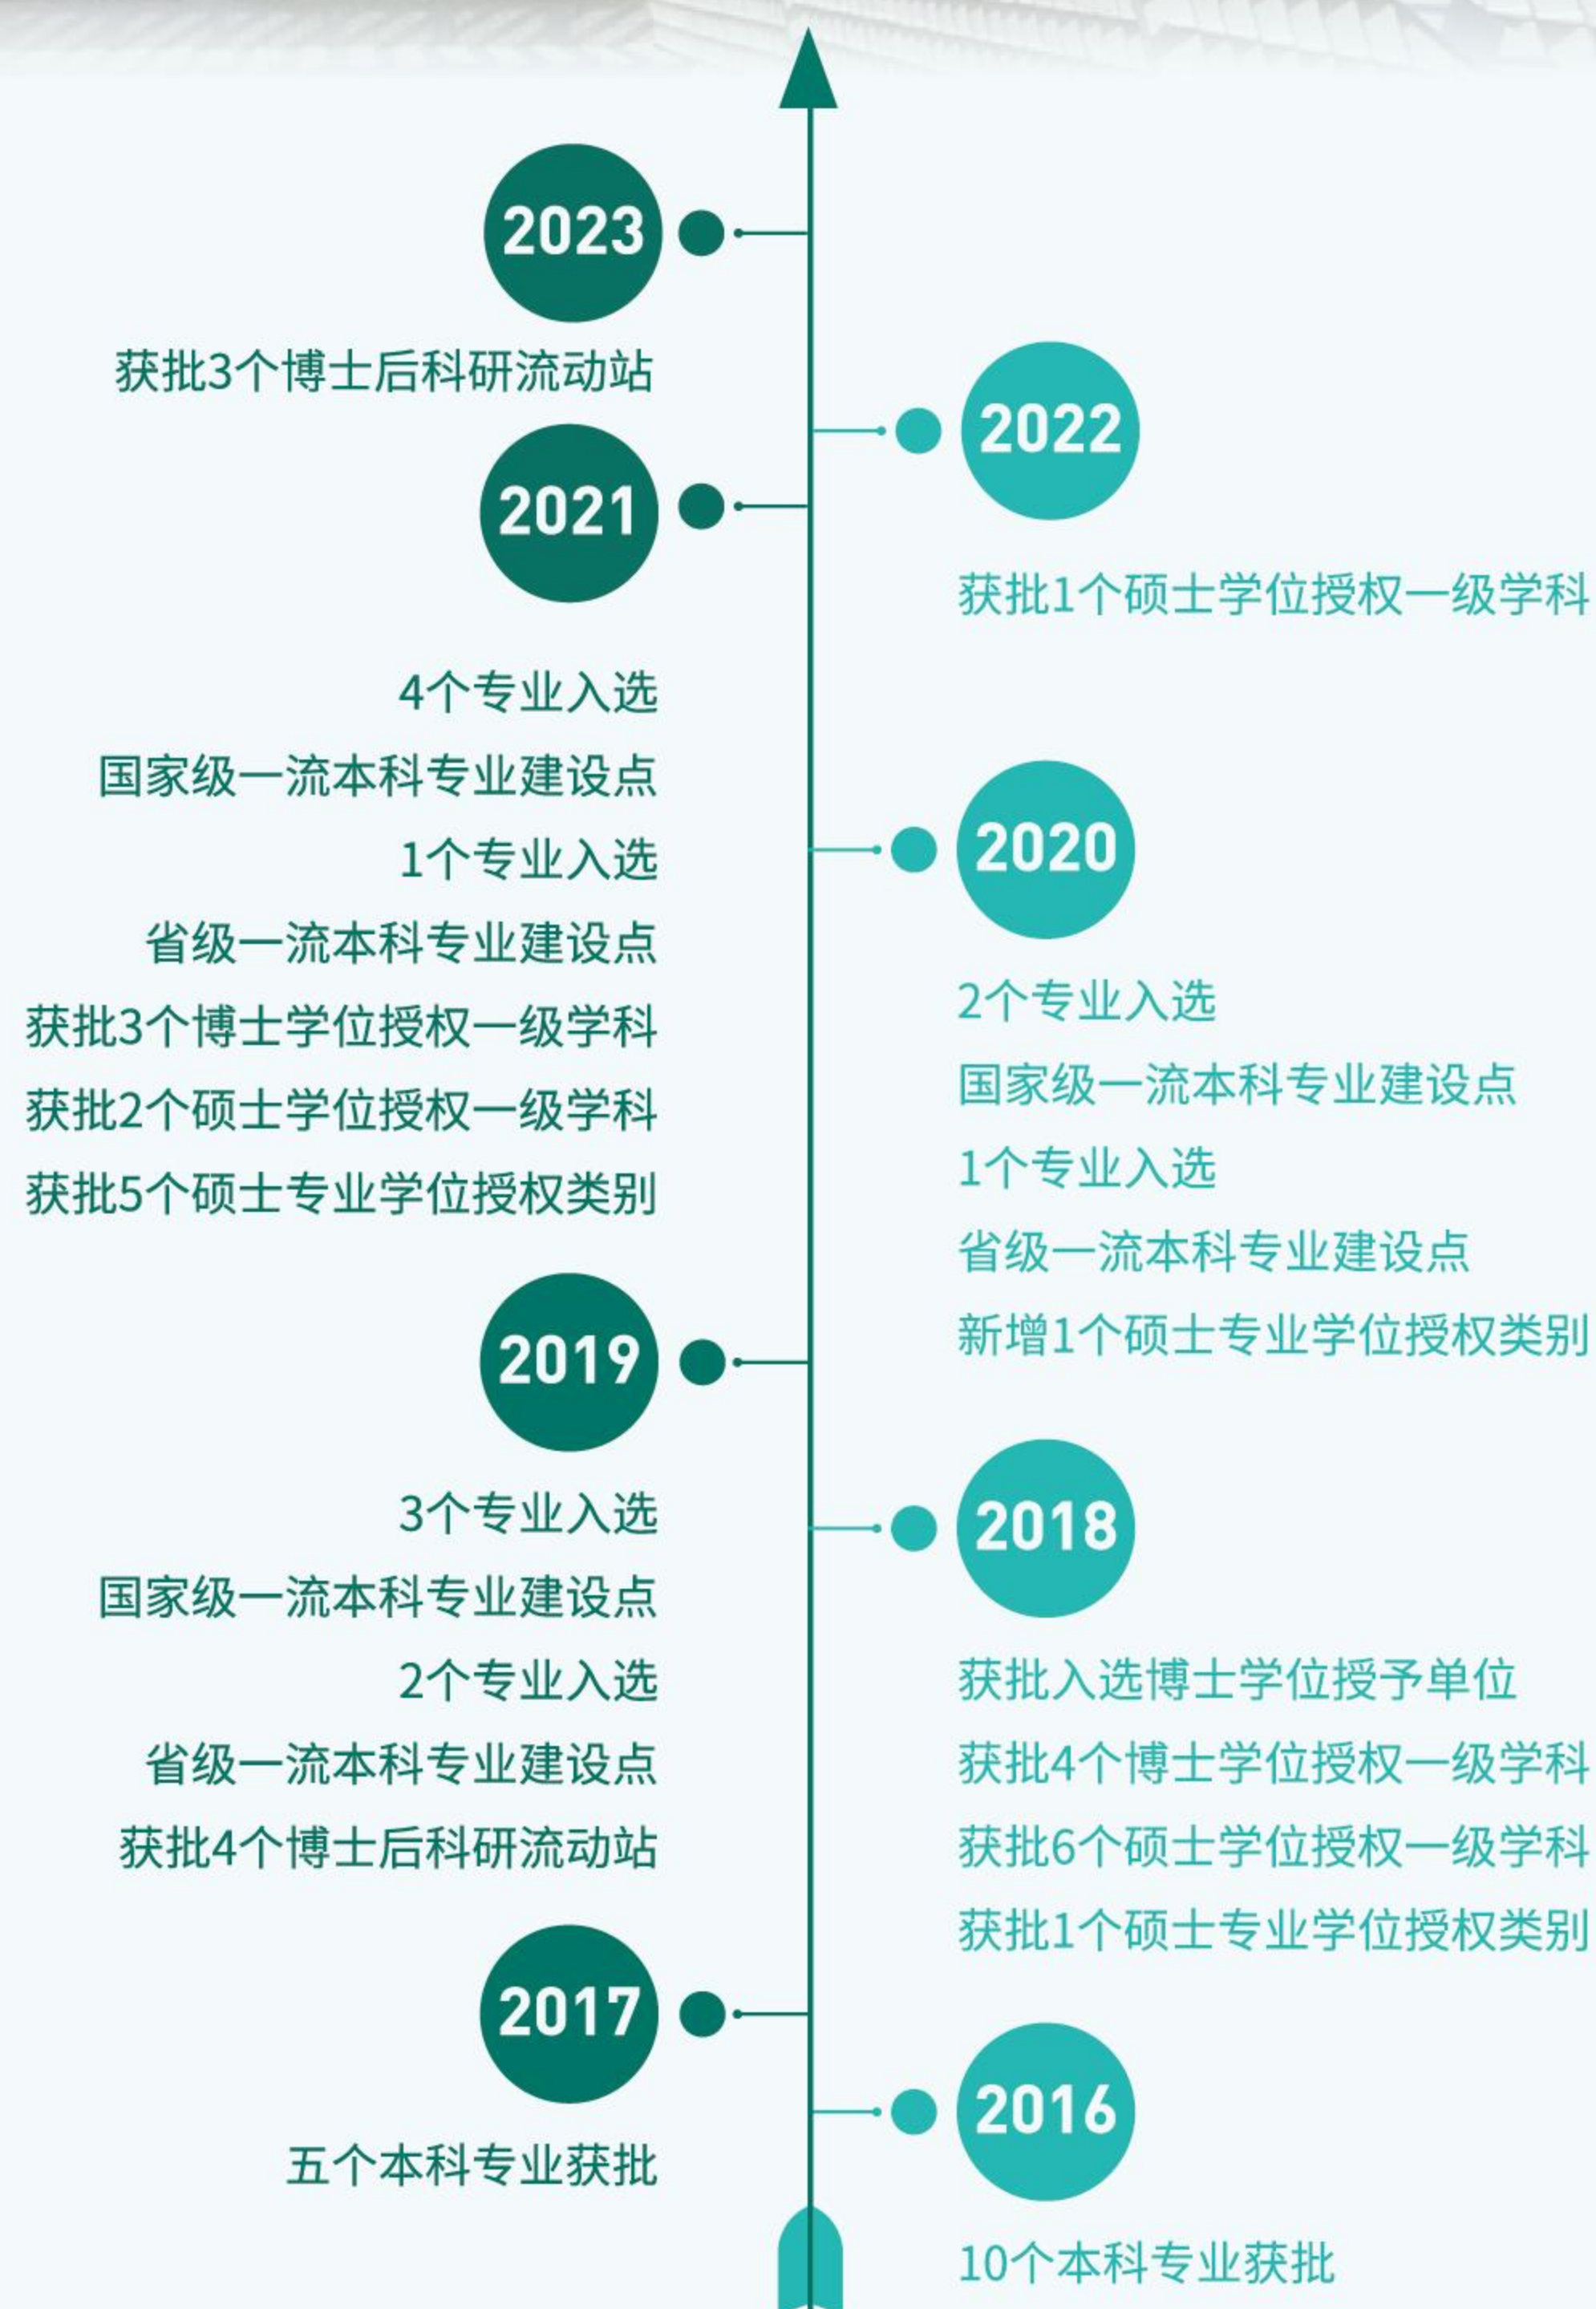 2023
获批3个博士后科研流动站
2022
获批1个硕士学位授权一级学科
2021
4个专业入选
国家级一流本科专业建设点
1个专业入选
省级一流本科专业建设点
获批3个博士学位授权一级学科
获批2个硕士学位授权一级学科
获批5个硕士专业学位授权类别
2020
2个专业入选
国家级一流本科专业建设点
1个专业入选
省级一流本科专业建设点
新增1个硕士专业学位授权类别
2019
3个专业入选
国家级一流本科专业建设点
2个专业入选
省级一流本科专业建设点
获批4个博士后科研流动站
2018
获批入选博士学位授予单位
获批4个博士学位授权一级学科
获批6个硕士学位授权一级学科
获批1个硕士专业学位授权类别
2017
五个本科专业获批
2016
10个本科专业获批